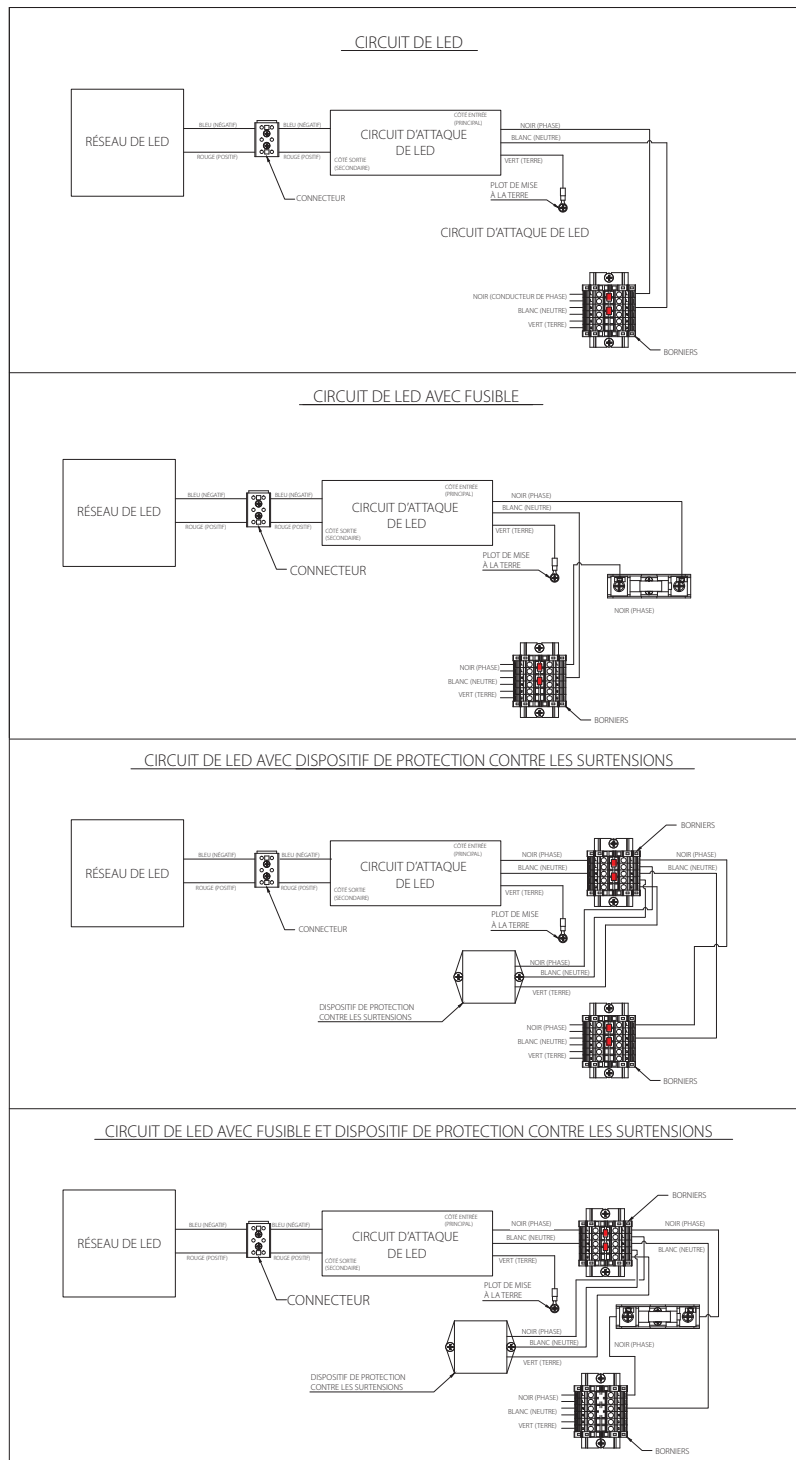 CIRCUIT DE LED
RÉSEAU DE LED
BLEU (NÉGATIF)
BLEU (NÉGATIF)
ROUGE (POSITIF)
ROUGE (POSITIF)
CONNECTEUR
CÔTÉ ENTRÉE
(PRINCIPAL)
CIRCUIT D'ATTAQUE
DE LED
CÔTÉ SORTIE
(SECONDAIRE)
NOIR (PHASE)
BLANC (NEUTRE)
VERT (TERRE)
PLOT DE MISE
À LA TERRE
CIRCUIT D'ATTAQUE DE LED
NOIR (CONDUCTEUR DE PHASE)
BLANC (NEUTRE)
VERT (TERRE)
BORNIERS
CIRCUIT DE LED AVEC FUSIBLE
RÉSEAU DE LED
BLEU (NÉGATIF)
BLEU (NÉGATIF)
ROUGE (POSITIF)
ROUGE (POSITIF)
CONNECTEUR
CÔTÉ ENTRÉE
(PRINCIPAL)
CIRCUIT D'ATTAQUE
DE LED
CÔTÉ SORTIE
(SECONDAIRE)
NOIR (PHASE)
BLANC (NEUTRE)
VERT (TERRE)
PLOT DE MISE
À LA TERRE
NOIR (PHASE)
NOIR (PHASE)
BLANC (NEUTRE)
VERT (TERRE)
BORNIERS
CIRCUIT DE LED AVEC DISPOSITIF DE PROTECTION CONTRE LES SURTENSIONS
RÉSEAU DE LED
BLEU (NÉGATIF)
BLEU (NÉGATIF)
ROUGE (POSITIF)
ROUGE (POSITIF)
CONNECTEUR
CÔTÉ ENTRÉE
(PRINCIPAL)
CIRCUIT D'ATTAQUE
DE LED
CÔTÉ SORTIE
(SECONDAIRE)
NOIR (PHASE)
BLANC (NEUTRE)
VERT (TERRE)
PLOT DE MISE
À LA TERRE
BORNIERS
NOIR (PHASE)
BLANC (NEUTRE)
NOIR (PHASE)
BLANC (NEUTRE)
VERT (TERRE)
DISPOSITIF DE PROTECTION
CONTRE LES SURTENSIONS
NOIR (PHASE)
BLANC (NEUTRE)
VERT (TERRE)
BORNIERS
CIRCUIT DE LED AVEC FUSIBLE ET DISPOSITIF DE PROTECTION CONTRE LES SURTENSIONS
RÉSEAU DE LED
BLEU (NÉGATIF)
BLEU (NÉGATIF)
ROUGE (POSITIF)
ROUGE (POSITIF)
CONNECTEUR
CÔTÉ ENTRÉE
(PRINCIPAL)
CIRCUIT D'ATTAQUE
DE LED
CÔTÉ SORTIE
(SECONDAIRE)
NOIR (PHASE)
BLANC (NEUTRE)
VERT (TERRE)
PLOT DE MISE
À LA TERRE
BORNIERS
NOIR (PHASE)
BLANC (NEUTRE)
NOIR (PHASE)
BLANC (NEUTRE)
VERT (TERRE)
NOIR (PHASE)
DISPOSITIF DE PROTECTION
CONTRE LES SURTENSIONS
NOIR (PHASE)
BLANC (NEUTRE)
VERT (TERRE)
BORNIERS